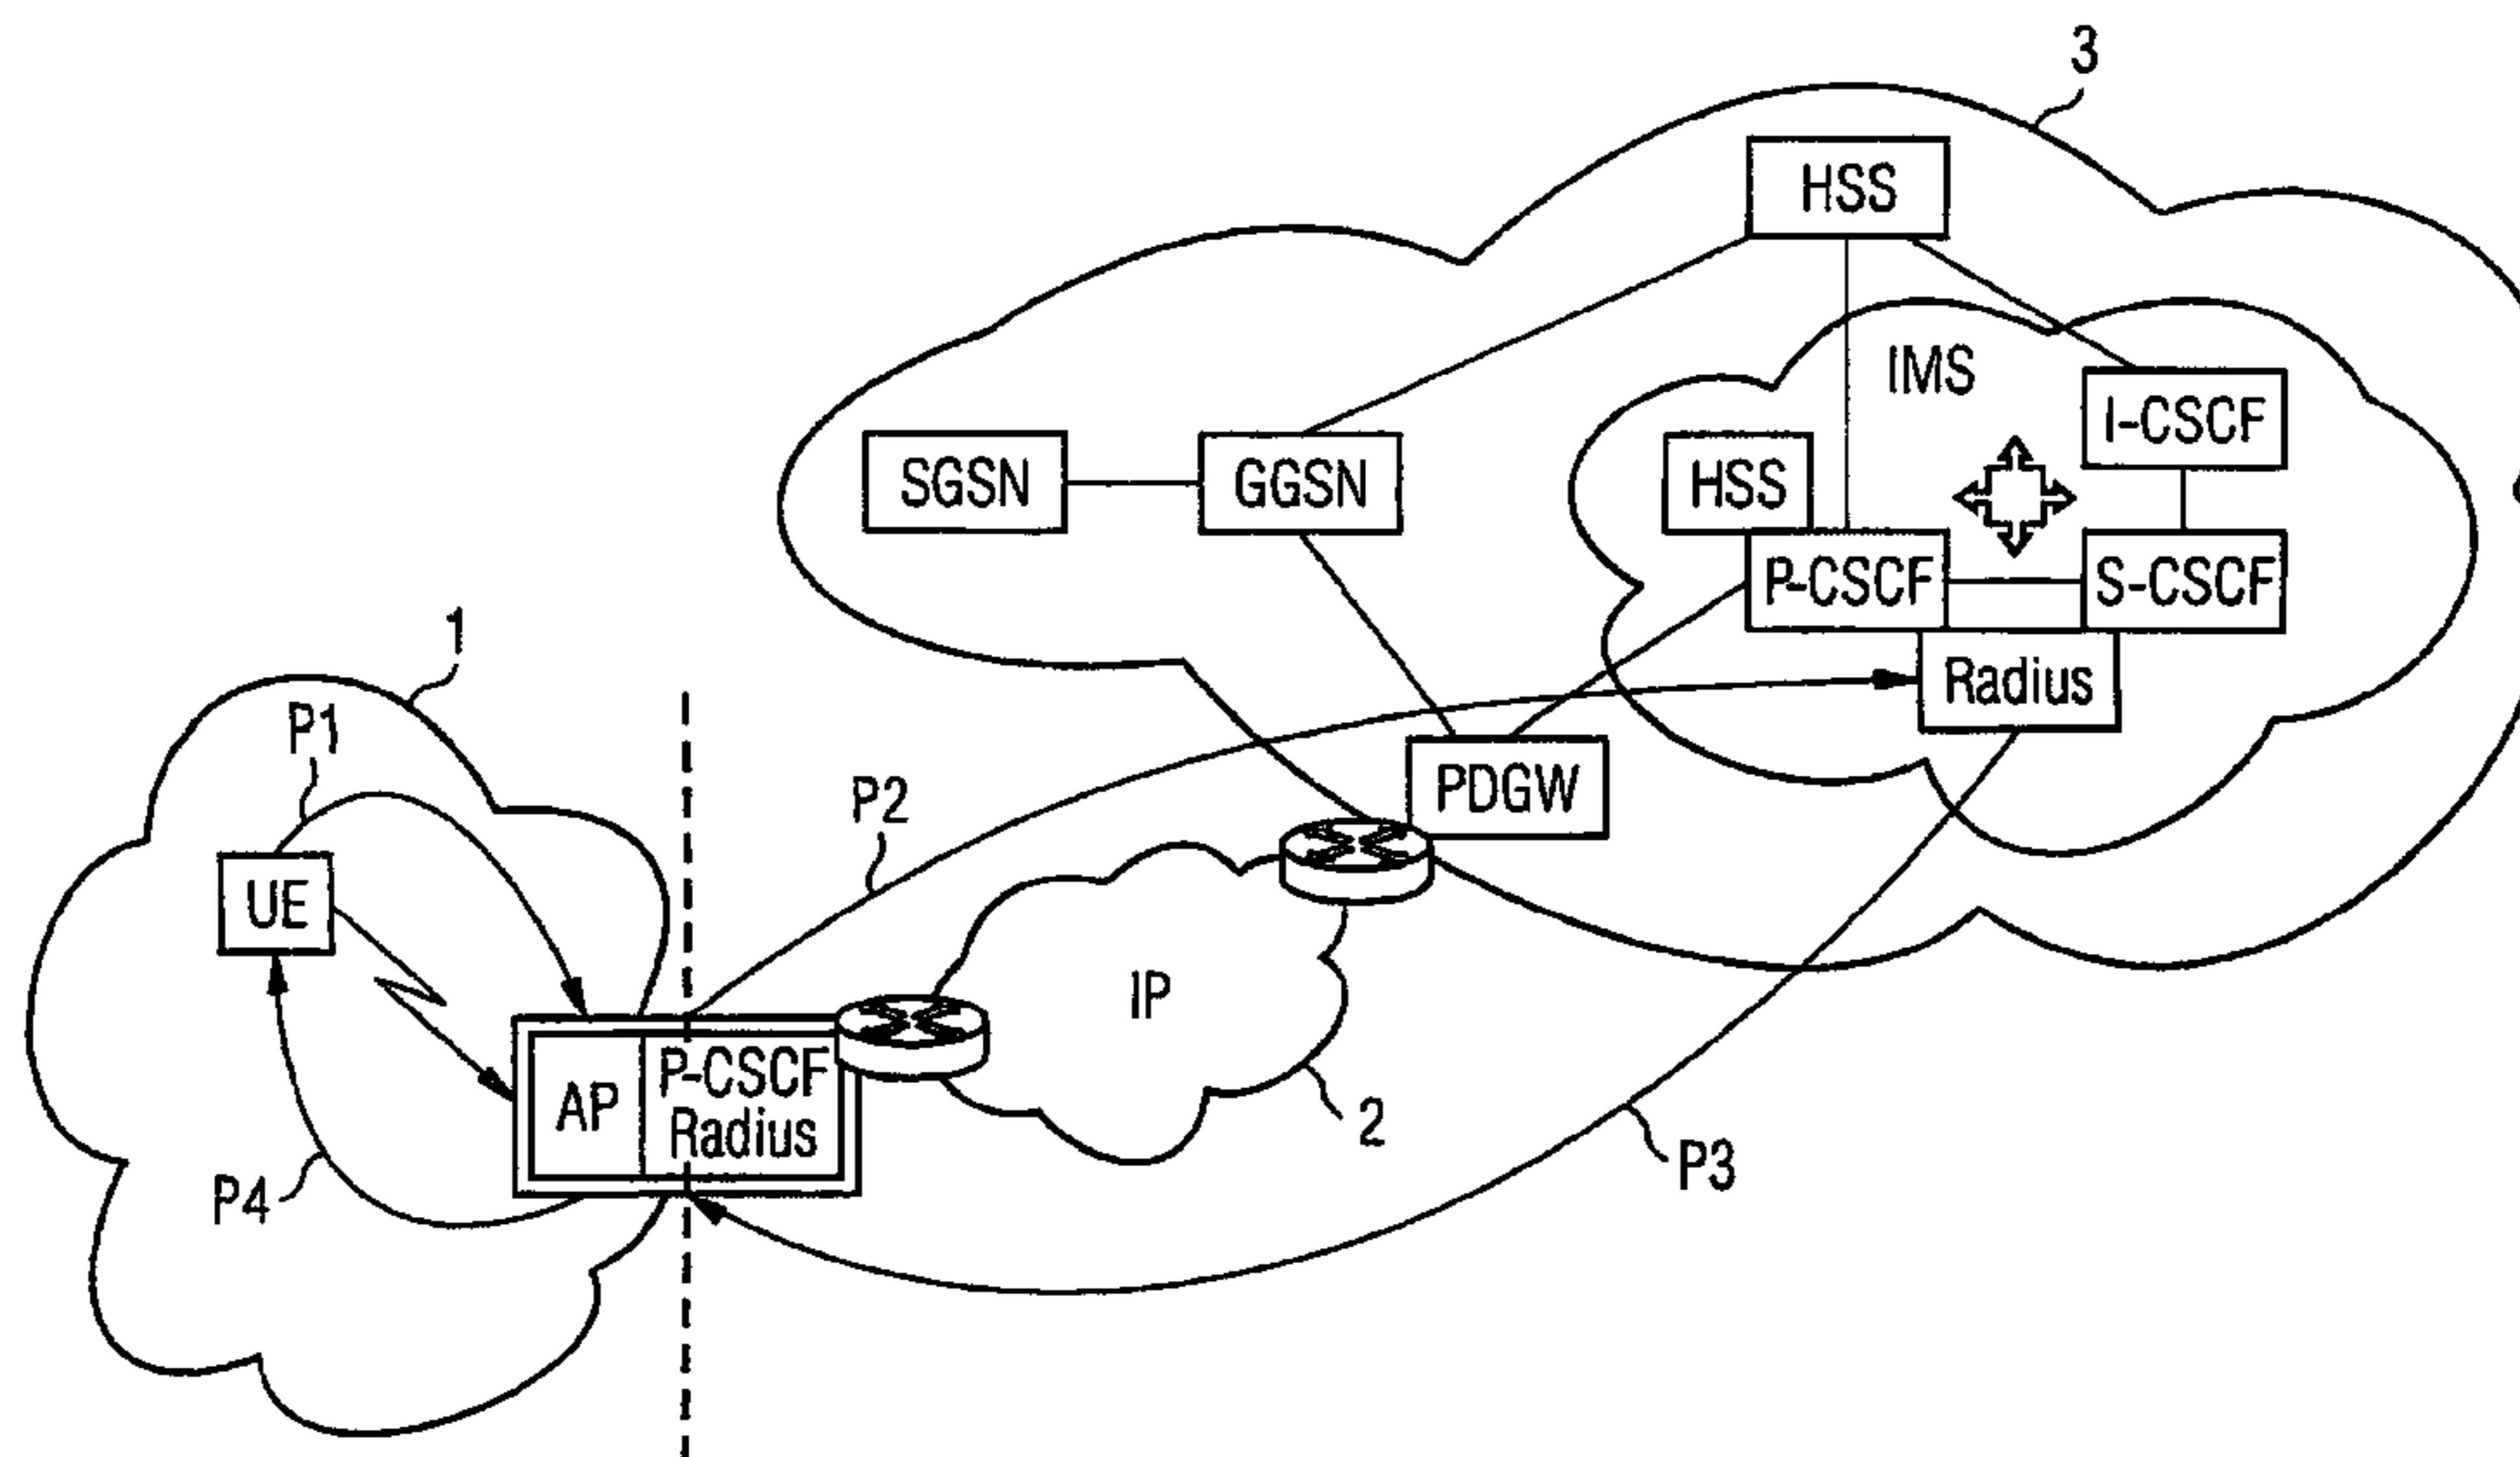 3
HSS
IMS
I-CSCF
SGSN
GGSN
HSS
P-CSCF
S-CSCF
Radius
1
P1
P2
PDGW
UE
IP
AP
P-CSCF
Radius
2
P3
P4